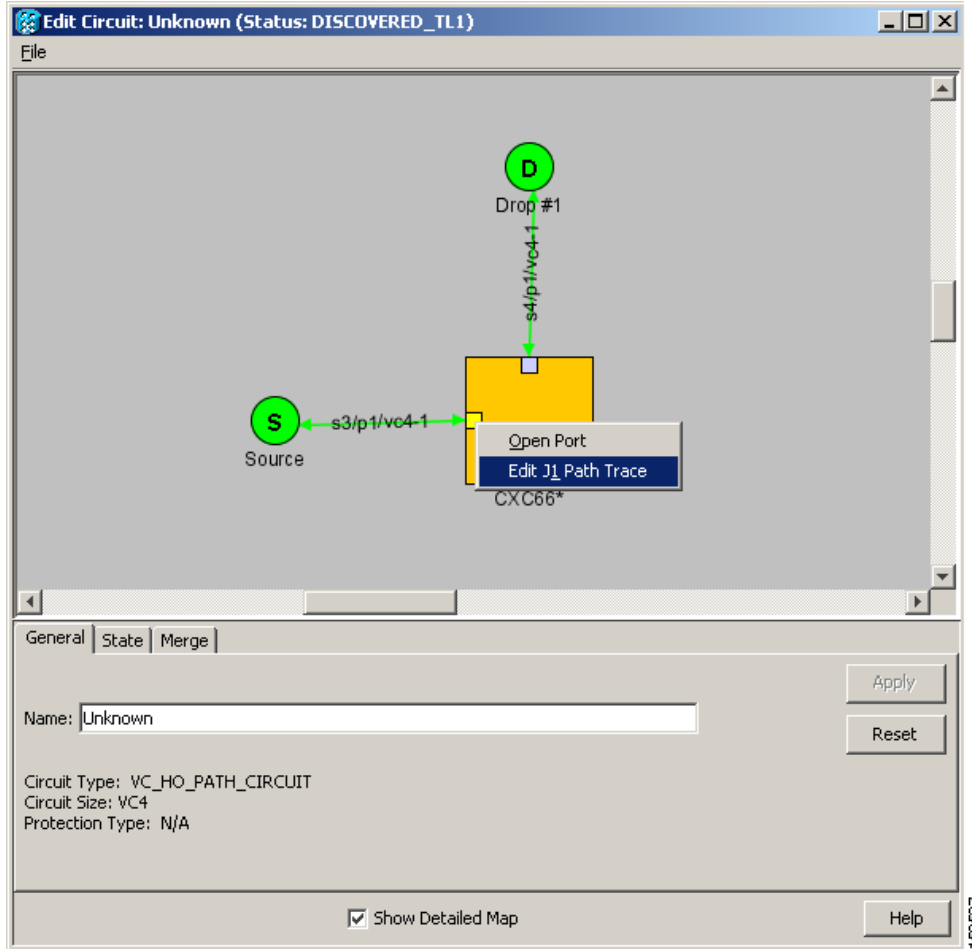 Edit Circuit: Unknown (Status: DISCOVERED_TL1)
File
D
Drop #1
s4/p1/vc4-1
S
s3/p1/vc4-1
Source
Open Port
Edit J1 Path Trace
CXC66*
General State Merge
Apply
Name: Unknown
Reset
Circuit Type: VC_HO_PATH_CIRCUIT
Circuit Size: VC4
Protection Type: N/A
Show Detailed Map
Help